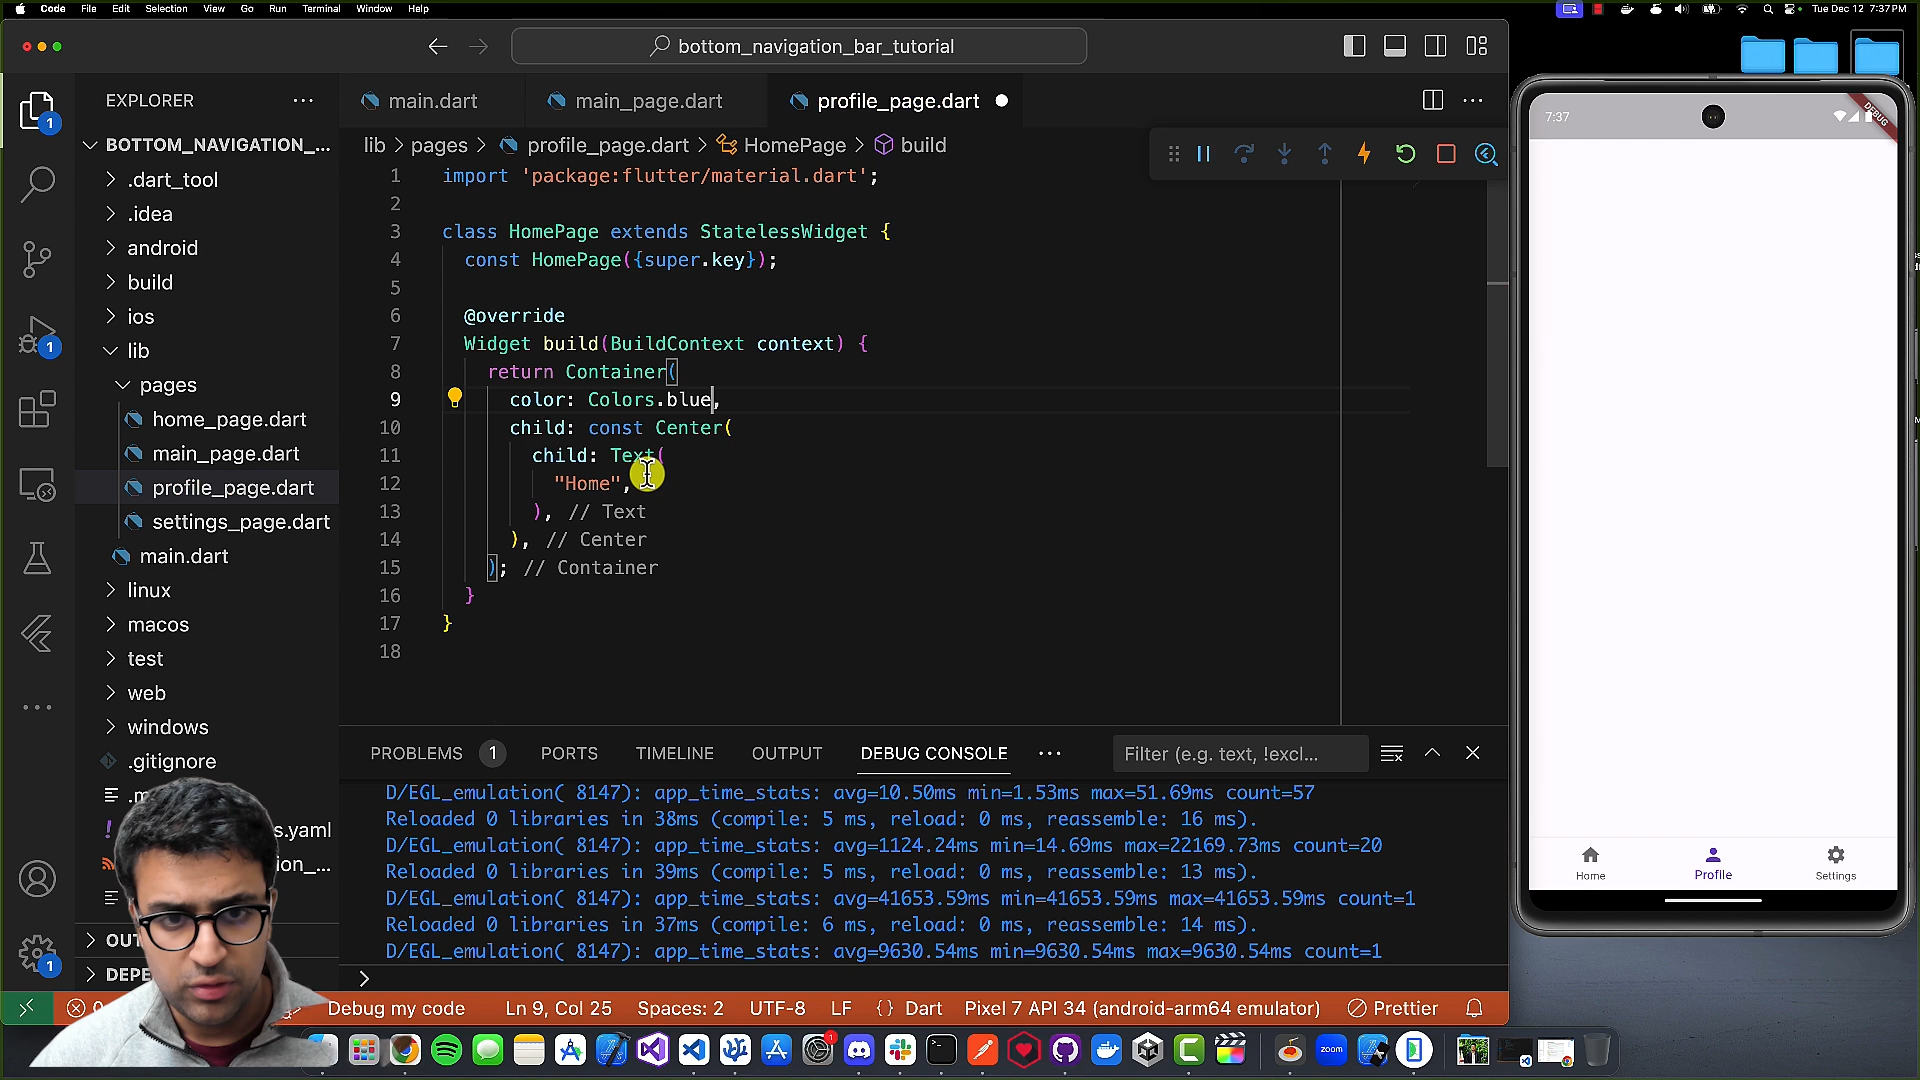 Code File Edit Selection View Go Run Terminal Window Help
Tue Dec 12 7:37 PM
bottom_navigation_bar_tutorial
EXPLORER
main.dart
main_page.dart
profile_page.dart
BOTTOM_NAVIGATION_...
lib > pages > profile_page.dart > HomePage > build
.dart_tool
.idea
android
build
ios
lib
pages
home_page.dart
main_page.dart
profile_page.dart
settings_page.dart
main.dart
linux
macos
test
web
windows
.gitignore
s.yaml
ion_...
OUT
DEPE
1
1
1
1 import 'package:flutter/material.dart';
2
3 class HomePage extends StatelessWidget {
4 const HomePage({super.key});
5
6 @override
7 Widget build(BuildContext context) {
8 return Container(
9 color: Colors.blue,
10 child: const Center(
11 child: Text(
12 "Home",
13 ), // Text
14 ), // Center
15 ); // Container
16 }
17 }
18
PROBLEMS 1 PORTS TIMELINE OUTPUT DEBUG CONSOLE
Filter (e.g. text, !excl...
D/EGL_emulation( 8147): app_time_stats: avg=10.50ms min=1.53ms max=51.69ms count=57
Reloaded 0 libraries in 38ms (compile: 5 ms, reload: 0 ms, reassemble: 16 ms).
D/EGL_emulation( 8147): app_time_stats: avg=1124.24ms min=14.69ms max=22169.73ms count=20
Reloaded 0 libraries in 39ms (compile: 5 ms, reload: 0 ms, reassemble: 13 ms).
D/EGL_emulation( 8147): app_time_stats: avg=41653.59ms min=41653.59ms max=41653.59ms count=1
Reloaded 0 libraries in 37ms (compile: 6 ms, reload: 0 ms, reassemble: 14 ms).
D/EGL_emulation( 8147): app_time_stats: avg=9630.54ms min=9630.54ms max=9630.54ms count=1
>
Debug my code Ln 9, Col 25 Spaces: 2 UTF-8 LF {} Dart Pixel 7 API 34 (android-arm64 emulator) Prettier
7:37
DEBUG
Home
Profile
Settings
zoom